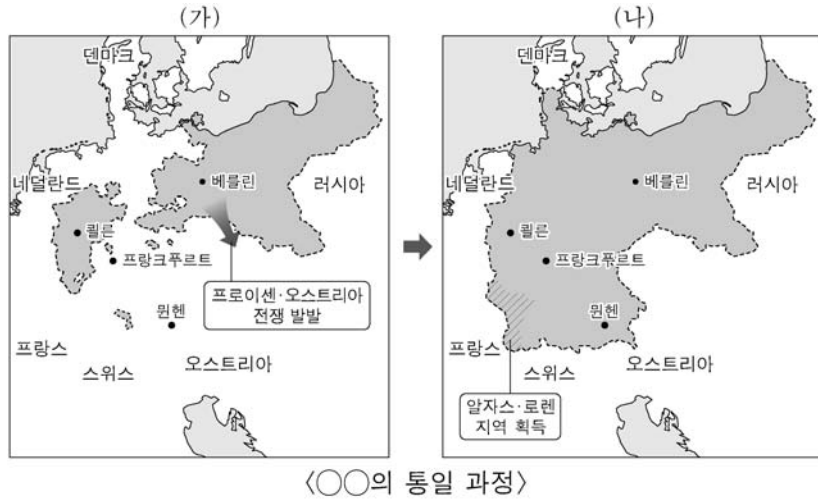 (가)
덴마크
네덜란드
베를린
러시아
쾰른
프랑크푸르트
프로이센·오스트리아
전쟁 발발
뮌헨
프랑스
스위스
오스트리아
(나)
덴마크
네덜란드
베를린
러시아
쾰른
프랑크푸르트
뮌헨
프랑스
스위스
오스트리아
알자스·로렌
지역 획득
〈○○의 통일 과정〉